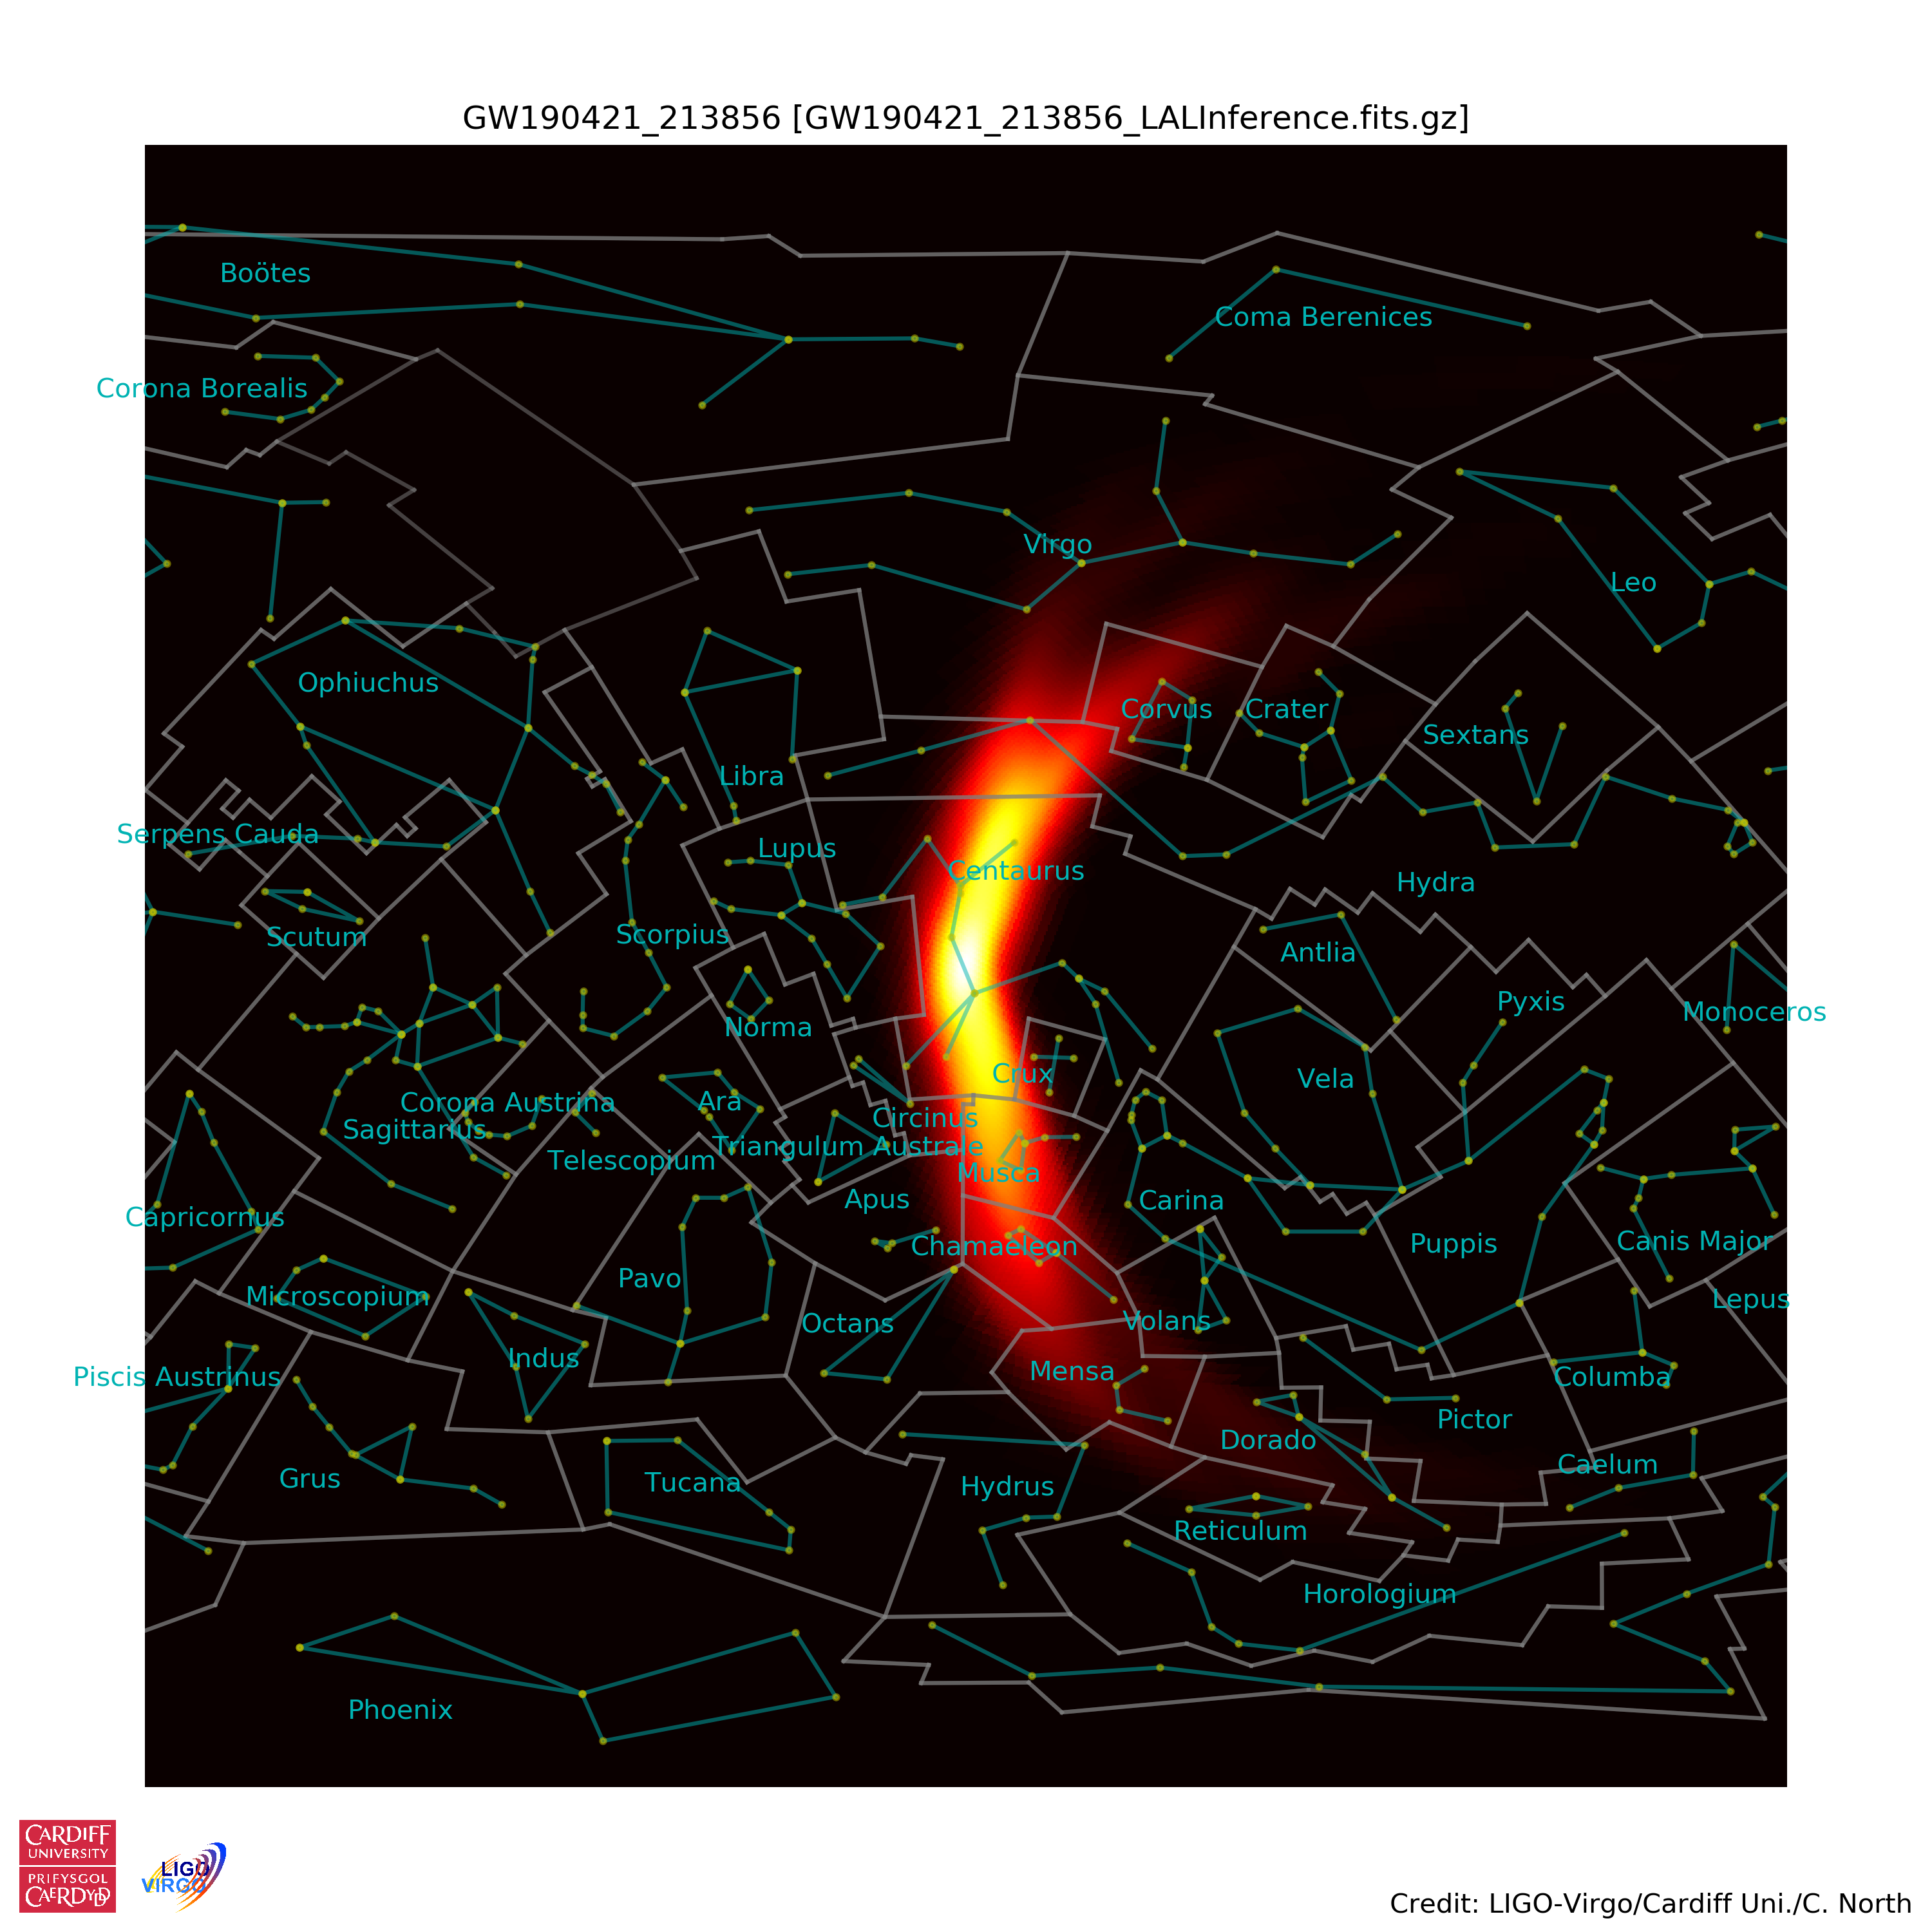 GW190421_213856 [GW190421_213856_LALInference.fits.gz]
Boötes
Coma Berenices
Corona Borealis
Virgo
Leo
Ophiuchus
Corvus
Crater
Sextans
Libra
Serpens Cauda
Lupus
Centaurus
Hydra
Scutum
Scorpius
Antlia
Pyxis
Monoceros
Norma
Crux
Vela
Corona Austrina
Ara
Circinus
Sagittarius
Triangulum Australe
Telescopium
Musca
Capricornus
Apus
Carina
Chamaeleon
Puppis
Canis Major
Pavo
Microscopium
Lepus
Octans
Volans
Indus
Mensa
Piscis Austrinus
Columba
Pictor
Dorado
Caelum
Grus
Tucana
Hydrus
Reticulum
Horologium
Phoenix
CARDIFF
UNIVERSITY
PRIFYSGOL
CAERDYDD
LIGO
VIRGO
Credit: LIGO-Virgo/Cardiff Uni./C. North